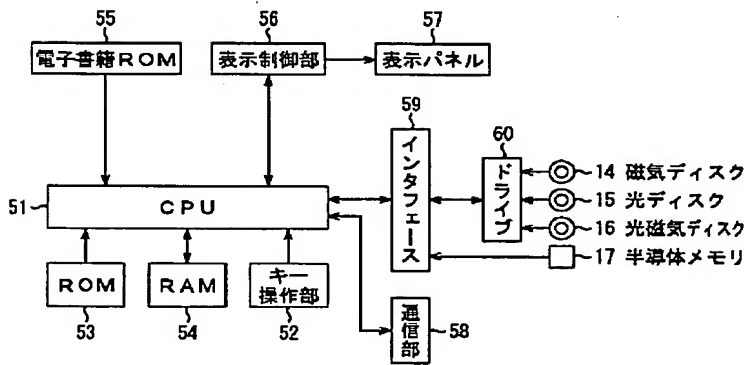 55
電子書籍ROM
56
表示制御部
57
表示パネル
59
インタフェース
60
ドライブ
14 磁気ディスク
15 光ディスク
16 光磁気ディスク
17 半導体メモリ
51
CPU
ROM
53
RAM
54
キー
操作部
52
通信部
58